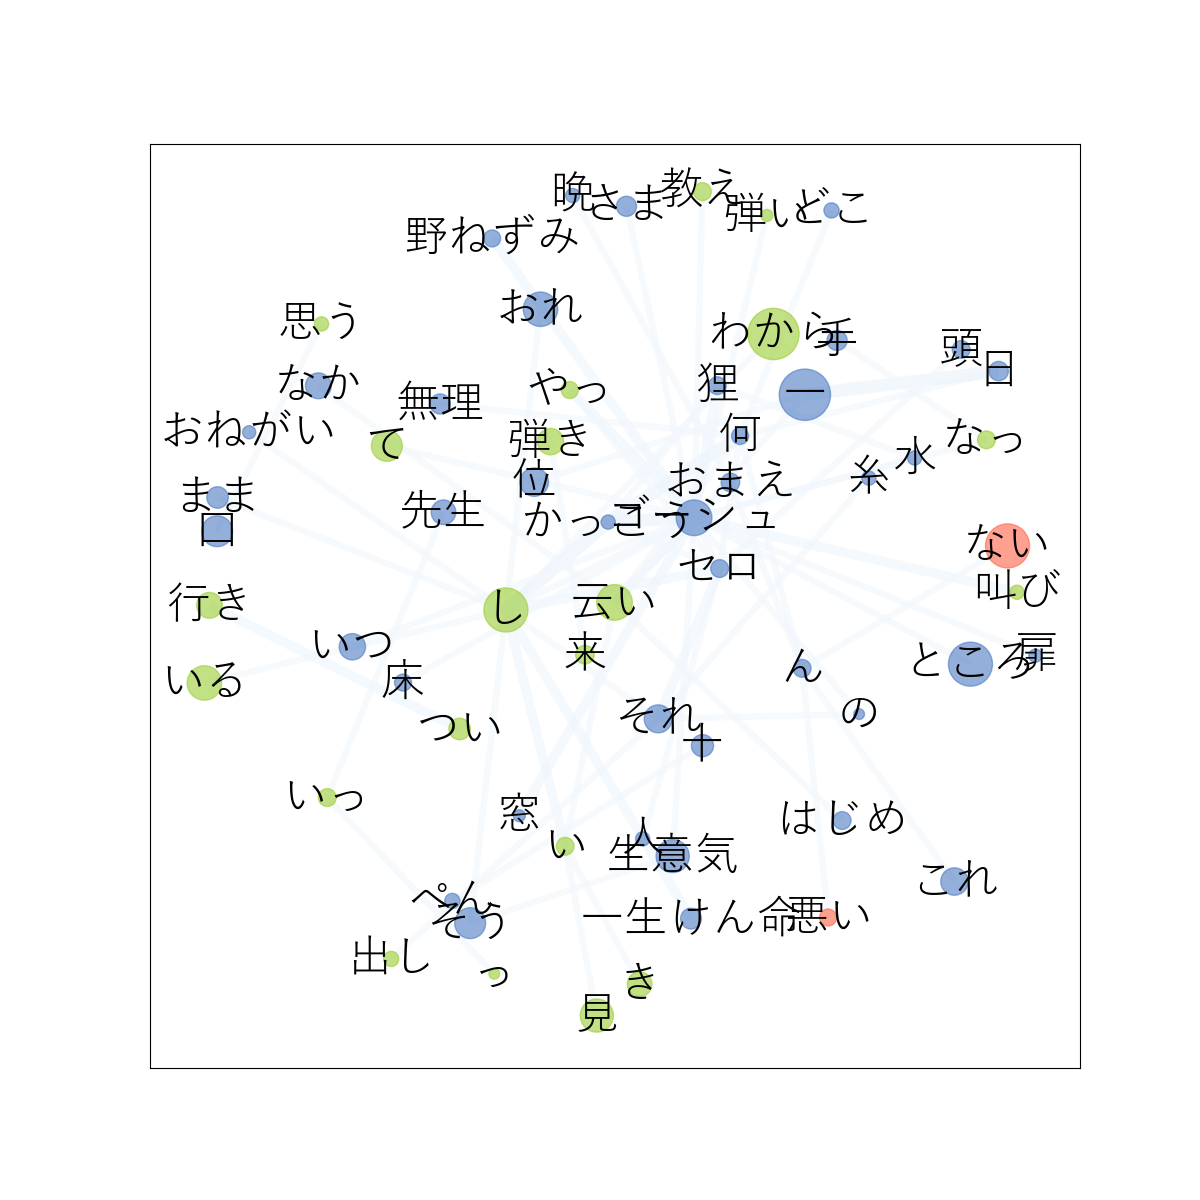 晩
さま
教え
弾い
どこ
野ねずみ
おれ
思う
わから
手
頭
日
なか
無理
やっ
狸
一
おねがい
て
弾き
何
なっ
水
位
おまえ
糸
まま
口
先生
かっこう
ゴーシュ
ない
セロ
叫び
行き
し
云い
いつ
来
ん
ところ
扉
いる
床
つい
それ
十
の
いっ
窓
い
人
生意気
はじめ
これ
ぺん
そう
一生けん命
悪い
出し
っ
き
見